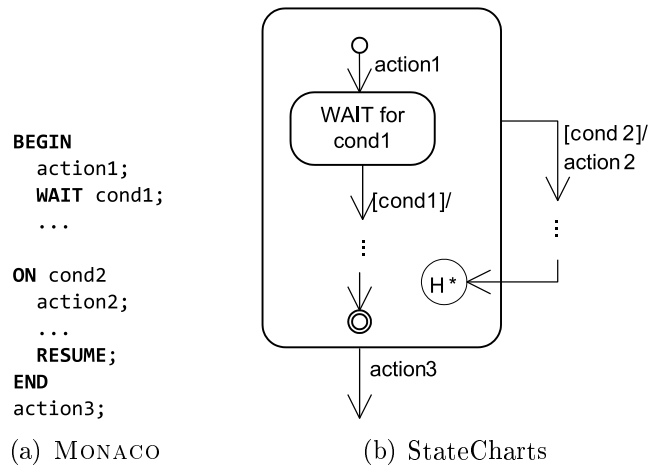 BEGIN
action1;
WAIT cond1;
...
ON cond2
action2;
...
RESUME;
END
action3;
(a) MONACO
action1
WAIT for
cond1
[cond1]/
...
[cond 2]/
action 2
...
H*
action3
(b) StateCharts